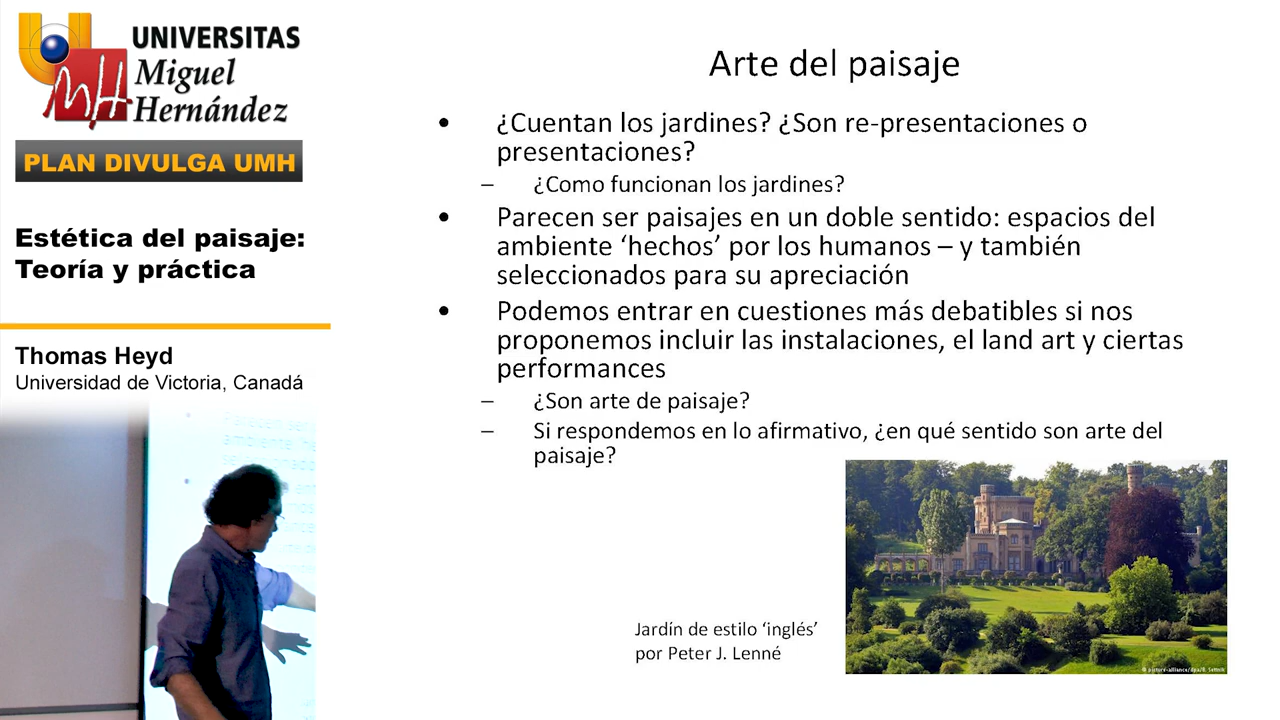 UNIVERSITAS
Miguel
Hernández
PLAN DIVULGA UMH
Estética del paisaje:
Teoría y práctica
Thomas Heyd
Universidad de Victoria, Canadá
Arte del paisaje
• ¿Cuentan los jardines? ¿Son re-presentaciones o
presentaciones?
– ¿Como funcionan los jardines?
• Parecen ser paisajes en un doble sentido: espacios del
ambiente ‘hechos’ por los humanos – y también
seleccionados para su apreciación
• Podemos entrar en cuestiones más debatibles si nos
proponemos incluir las instalaciones, el land art y ciertas
performances
– ¿Son arte de paisaje?
– Si respondemos en lo afirmativo, ¿en qué sentido son arte del
paisaje?
Jardín de estilo ‘inglés’
por Peter J. Lenné
© picture-alliance/dpa/B. Settnik